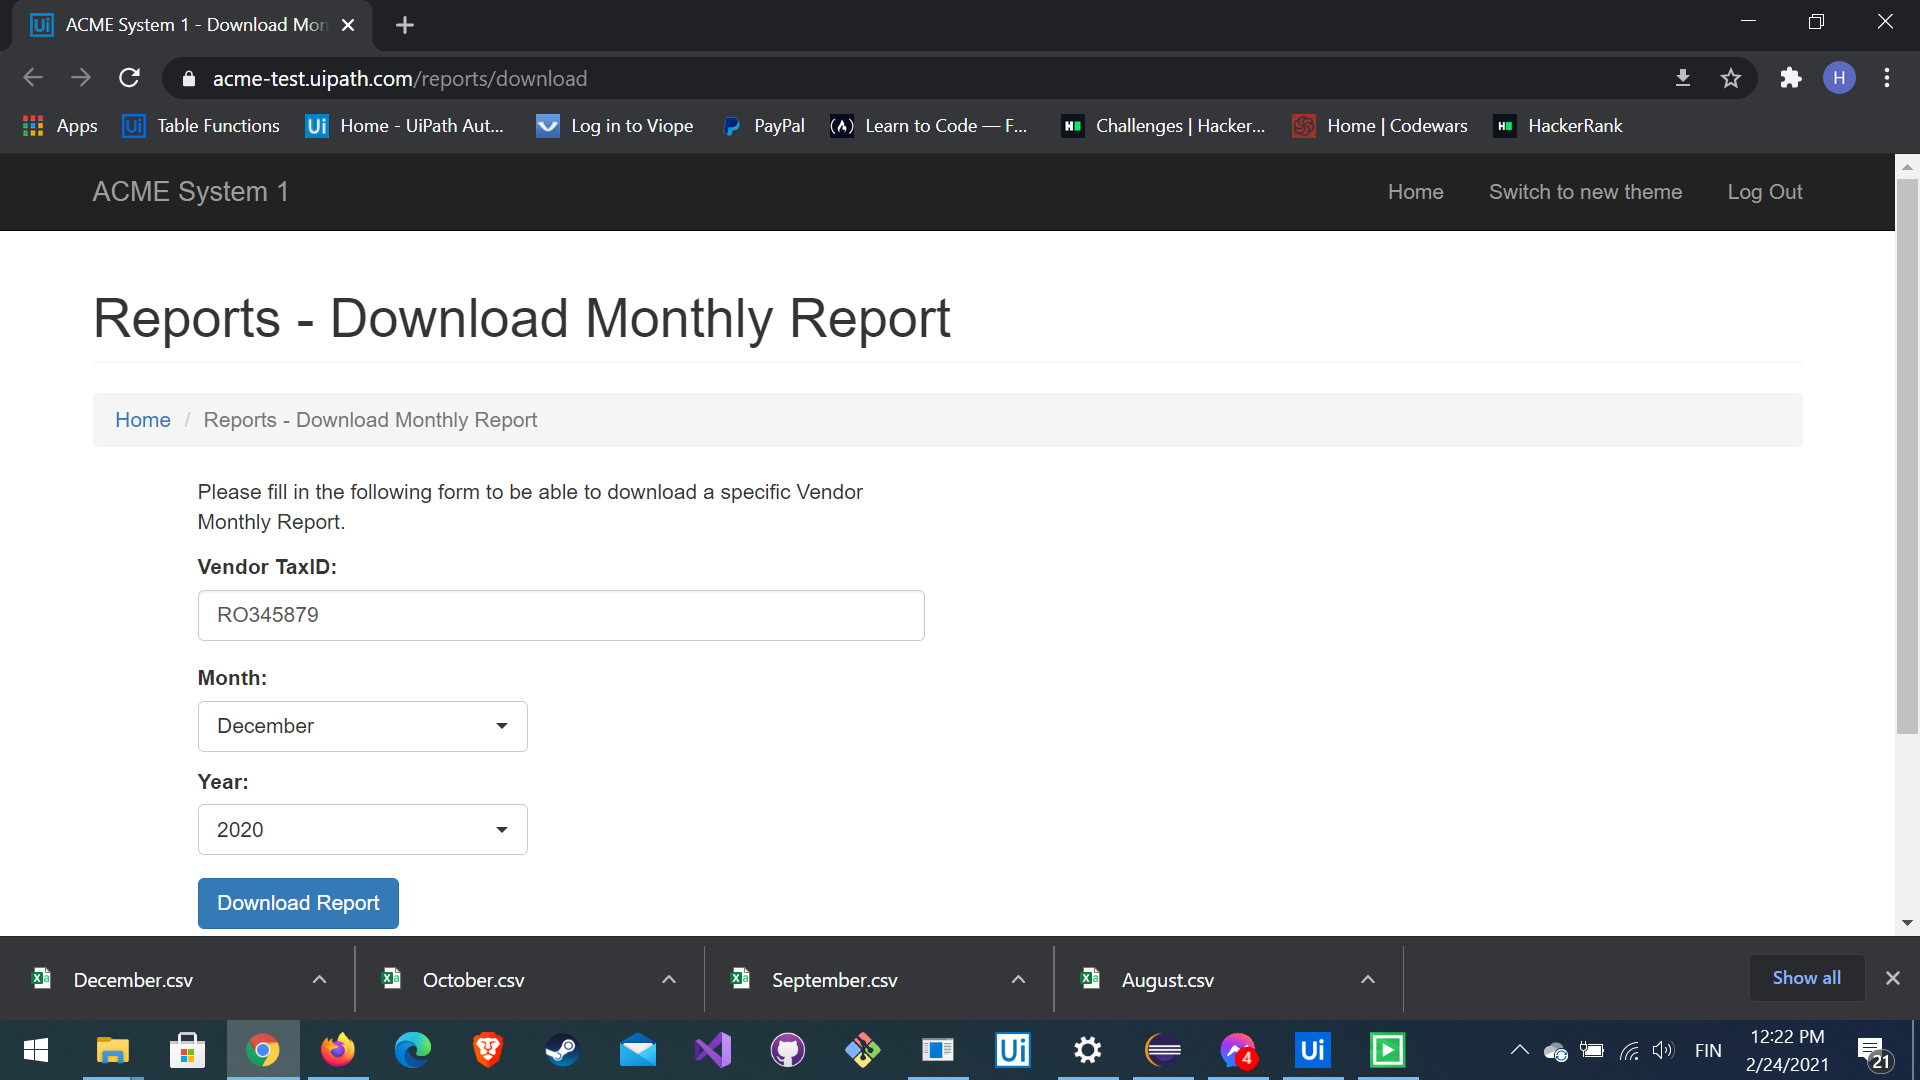 ACME System 1 - Download Mon
acme-test.uipath.com/reports/download
H
Apps
Table Functions
Home - UiPath Aut...
Log in to Viope
PayPal
Learn to Code — F...
Challenges | Hacker...
Home | Codewars
HackerRank
ACME System 1
Home
Switch to new theme
Log Out
Reports - Download Monthly Report
Home / Reports - Download Monthly Report
Please fill in the following form to be able to download a specific Vendor
Monthly Report.
Vendor TaxID:
RO345879
Month:
December
Year:
2020
Download Report
December.csv
October.csv
September.csv
August.csv
Show all
Ui
4
Ui
FIN
12:22 PM
2/24/2021
21